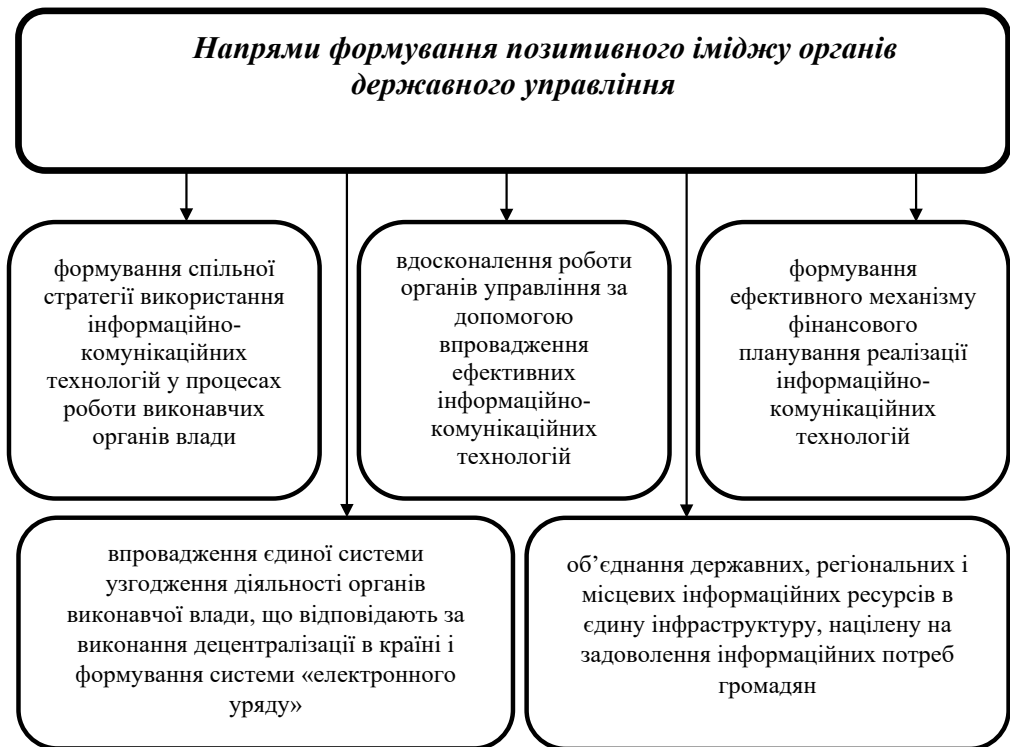 Напрями формування позитивного іміджу органів
державного управління
формування спільної
стратегії використання
інформаційно-
комунікаційних
технологій у процесах
роботи виконавчих
органів влади
вдосконалення роботи
органів управління за
допомогою
впровадження
ефективних
інформаційно-
комунікаційних
технологій
формування
ефективного механізму
фінансового
планування реалізації
інформаційно-
комунікаційних
технологій
впровадження єдиної системи
узгодження діяльності органів
виконавчої влади, що відповідають за
виконання децентралізації в країні і
формування системи «електронного
уряду»
об’єднання державних, регіональних і
місцевих інформаційних ресурсів в
єдину інфраструктуру, націлену на
задоволення інформаційних потреб
громадян